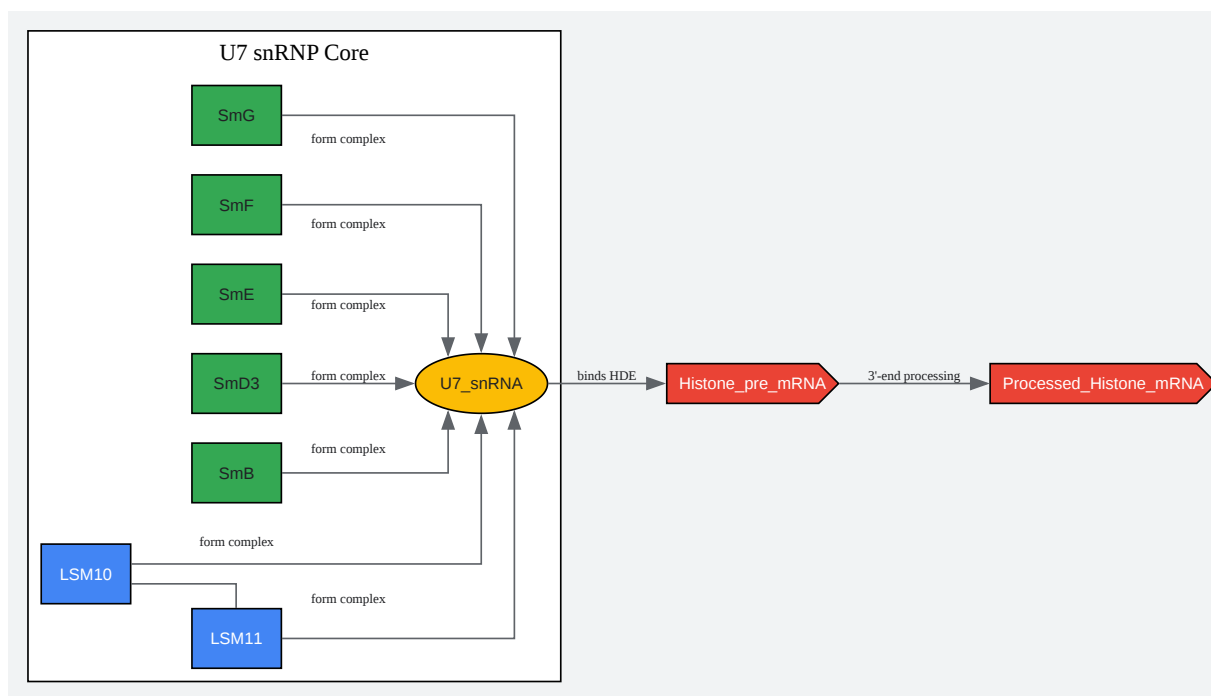 U7 snRNP Core
SmG
form complex
SmF
form complex
SmE
form complex
SmD3
form complex
U7_snRNA
binds HDE
Histone_pre_mRNA
3'-end processing
Processed_Histone_mRNA
SmB
form complex
form complex
LSM10
form complex
LSM11